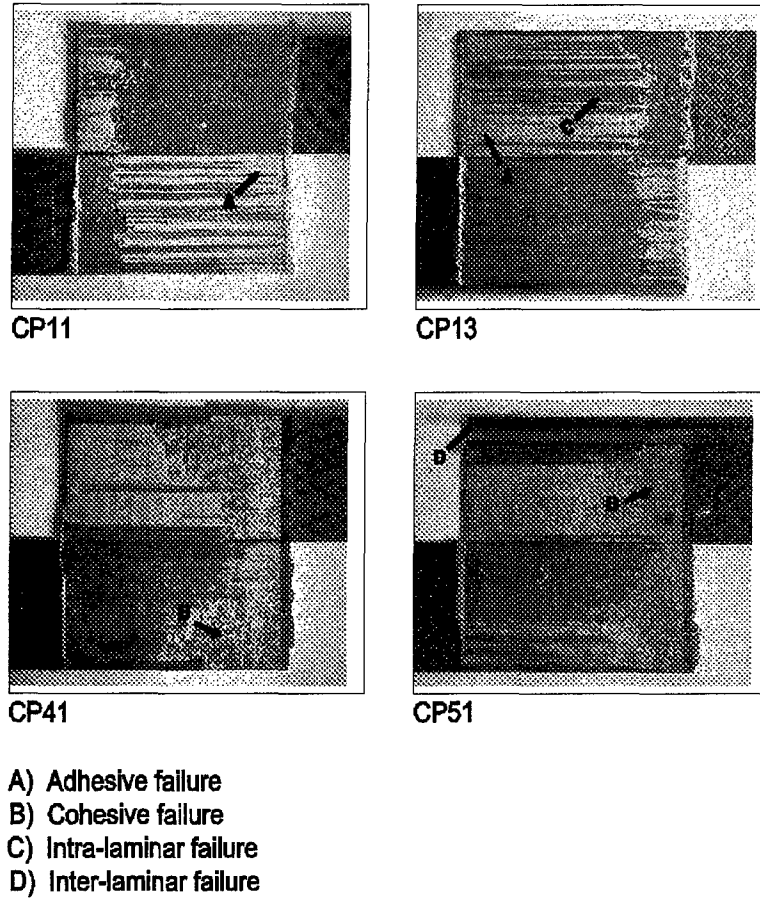 C
CP11
CP13
D
B
CP41
CP51
A) Adhesive failure
B) Cohesive failure
C) Intra-laminar failure
D) Inter-laminar failure